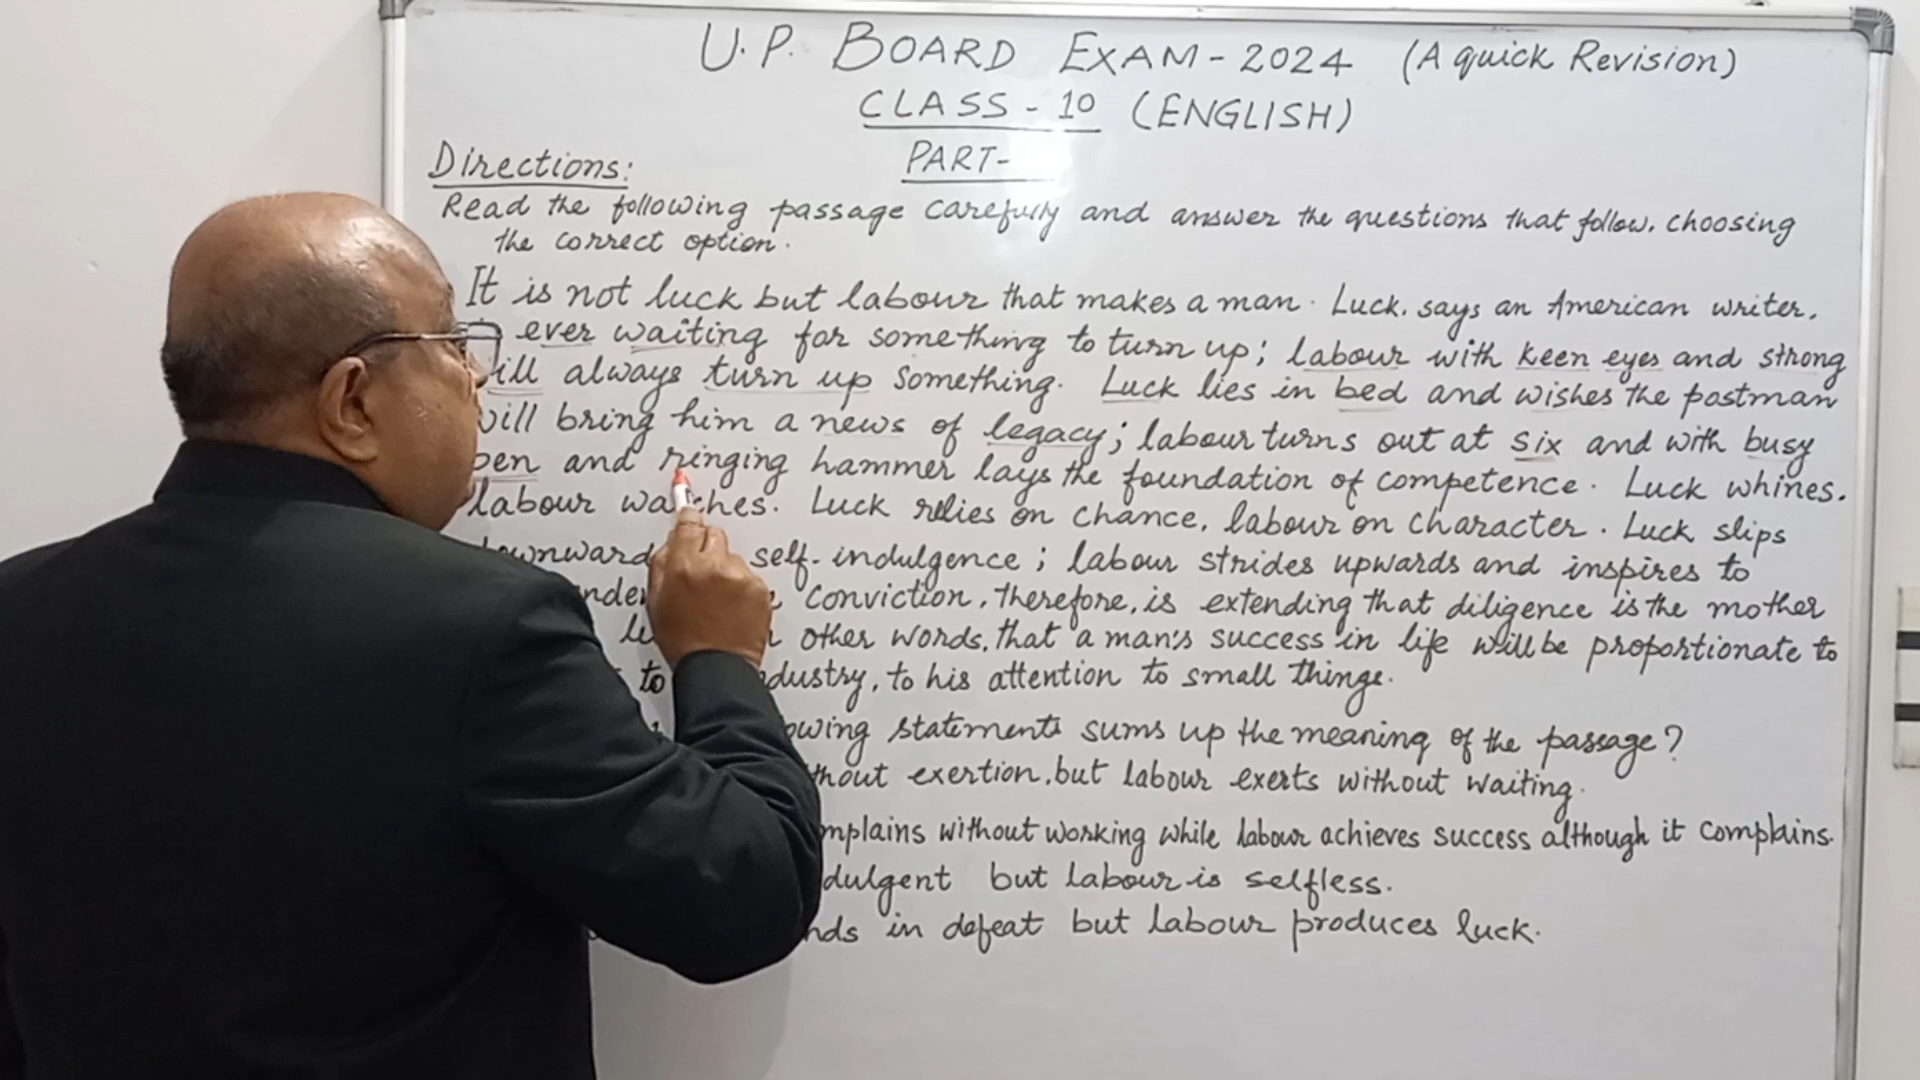 U.P. BOARD EXAM-2024 (A quick Revision)
CLASS-10 (ENGLISH)
PART-
Directions:
Read the following passage carefully and answer the questions that follow, choosing
the correct option.
It is not luck but labour that makes a man. Luck, says an American writer,
ever waiting for something to turn up; labour with keen eyes and strong
will always turn up something. Luck lies in bed and wishes the postman
will bring him a news of legacy; labour turns out at six and with busy
pen and ringing hammer lays the foundation of competence. Luck whines,
labour watches. Luck relies on chance, labour on character. Luck slips
downward self-indulgence; labour strides upwards and inspires to
conviction, therefore, is extending that diligence is the mother
other words, that a man's success in life will be proportionate to
to industry, to his attention to small things.
statements sums up the meaning of the passage?
exertion, but labour exerts without waiting.
without working while labour achieves success although it complains.
but labour is selfless.
in defeat but labour produces luck.